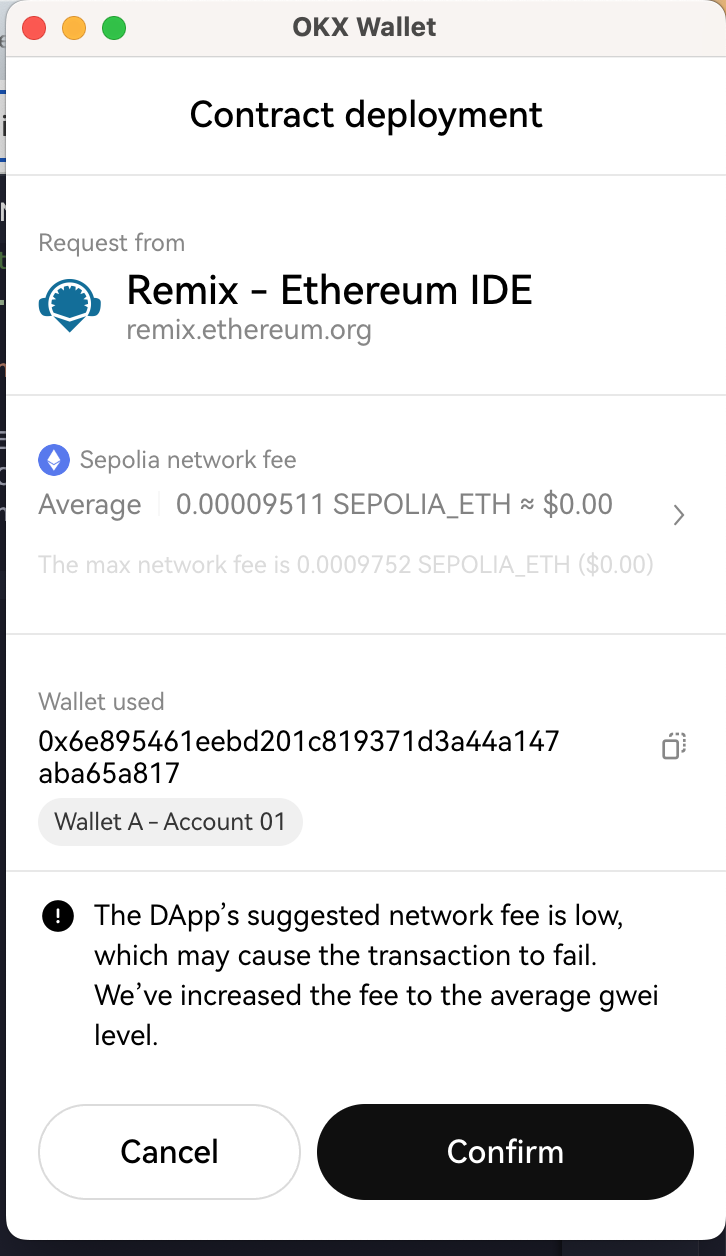 OKX Wallet
Contract deployment
Request from
Remix - Ethereum IDE
remix.ethereum.org
Sepolia network fee
Average 0.00009511 SEPOLIA_ETH ≈ $0.00
The max network fee is 0.0009752 SEPOLIA_ETH ($0.00)
Wallet used
0x6e895461eebd201c819371d3a44a147
aba65a817
Wallet A - Account 01
The DApp’s suggested network fee is low,
which may cause the transaction to fail.
We’ve increased the fee to the average gwei
level.
Cancel
Confirm